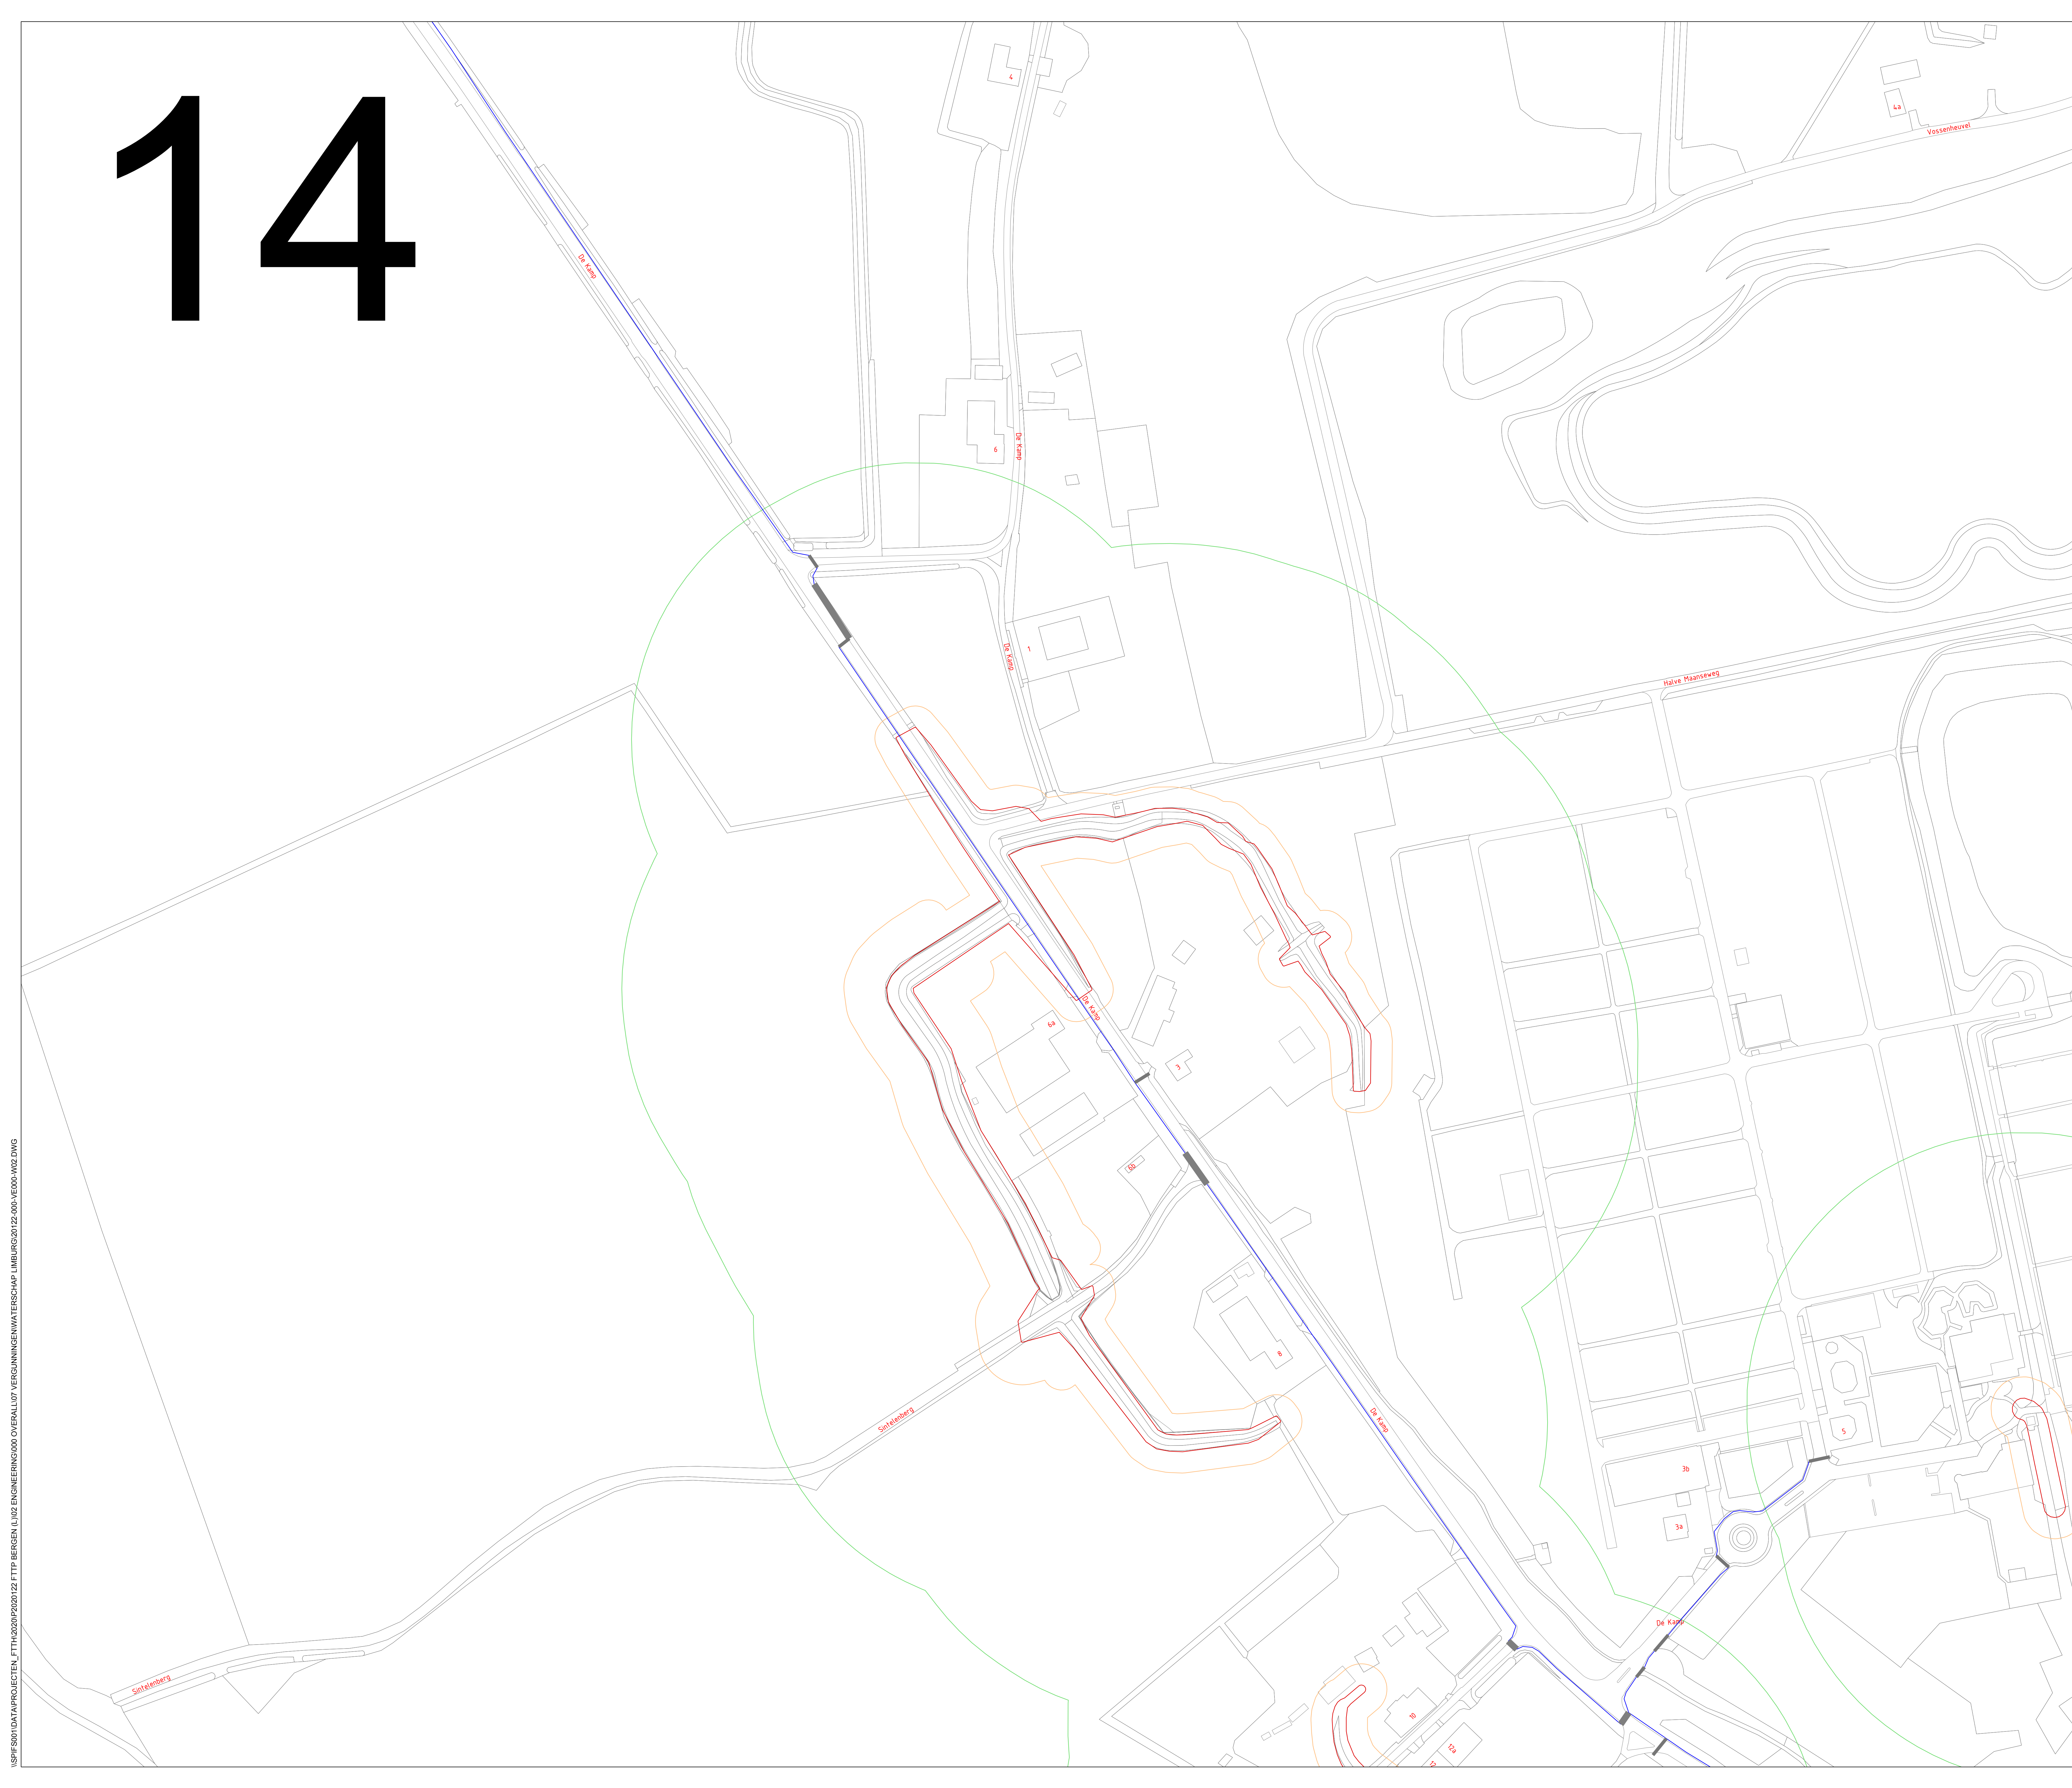 14
4
4a
Vossenheuvel
De Kamp
6
De Kamp
1
De Kamp
Halve Maanseweg
De Kamp
6a
3
6b
8
De Kamp
Sintelenberg
5
3b
3a
De Kamp
Sintelenberg
10
12a
\\SPIFS001\DATA\PROJECTEN_FTTH\2020\P2020122 FTTP BERGEN (L)\02 ENGINEERING\000 OVERALL\07 VERGUNNINGEN\WATERSCHAP LIMBURG\20122-000-VE000-W02.DWG